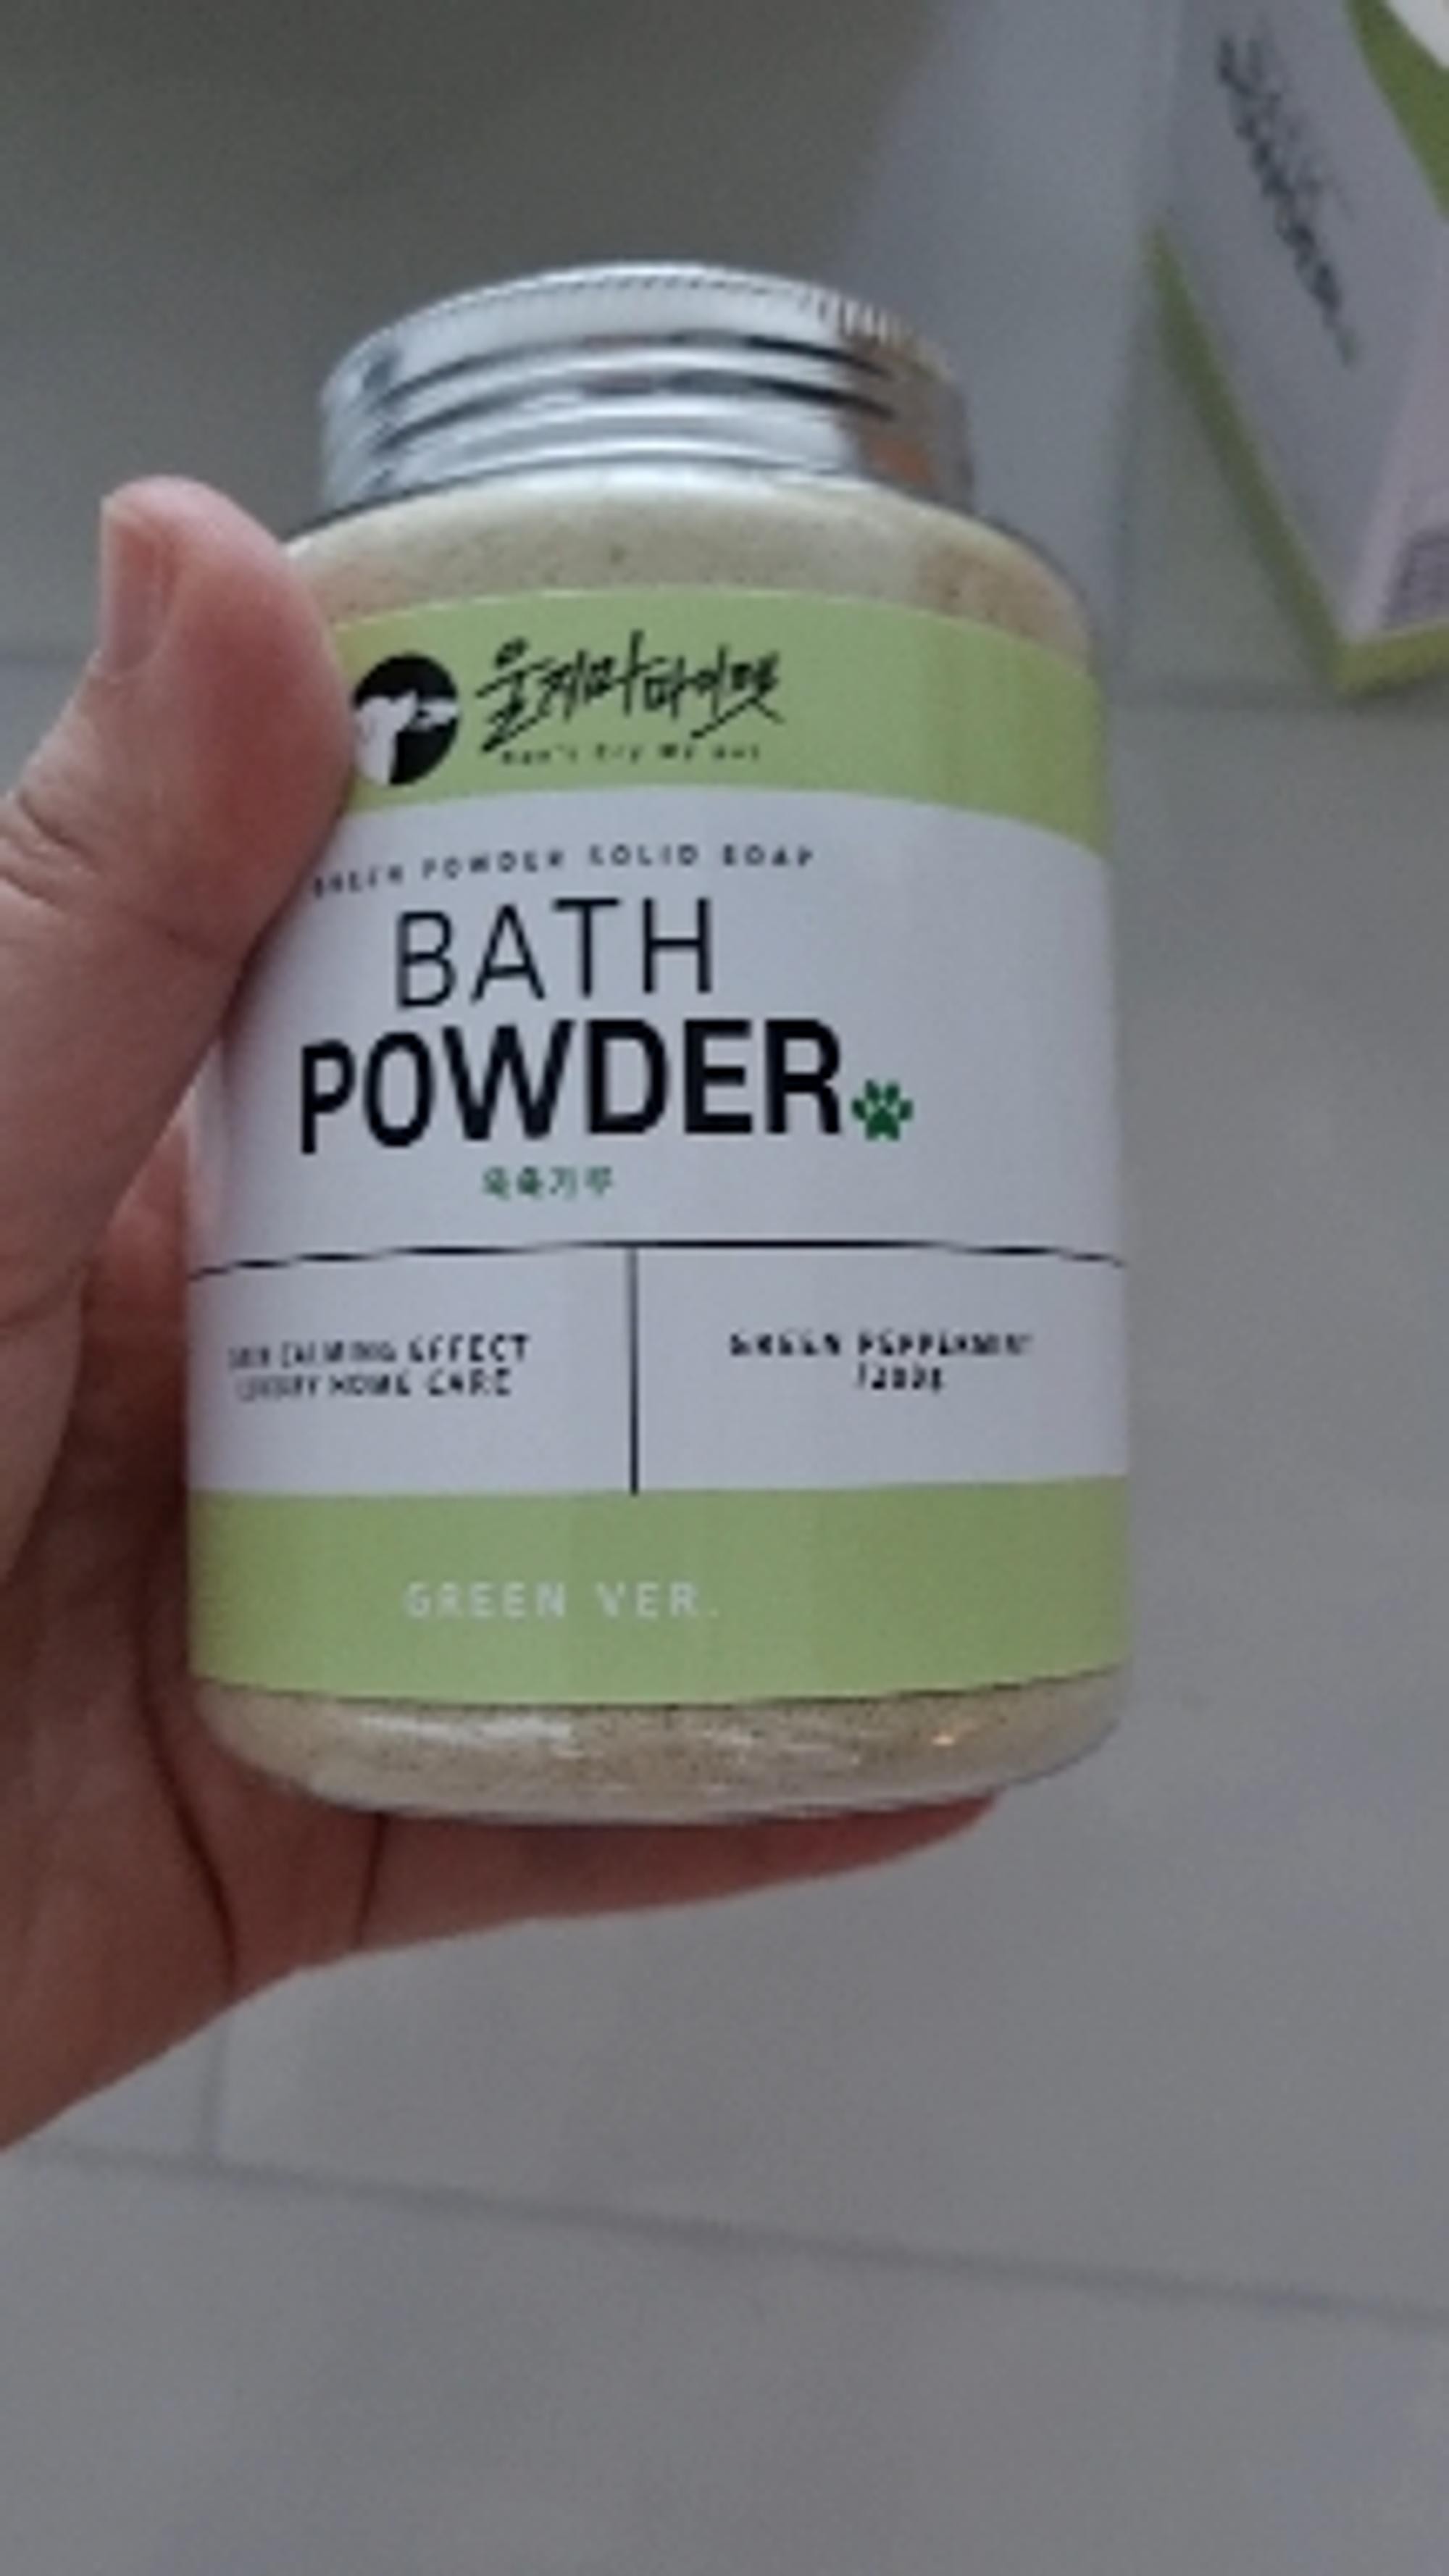 울지마마이펫
Don't Cry My Pet
GREEN POWDER SOLID SOAP
BATH
POWDER
목욕가루
SKIN CALMING EFFECT
LUXURY HOME CARE
GREEN PEPPERMINT
/200g
GREEN VER.